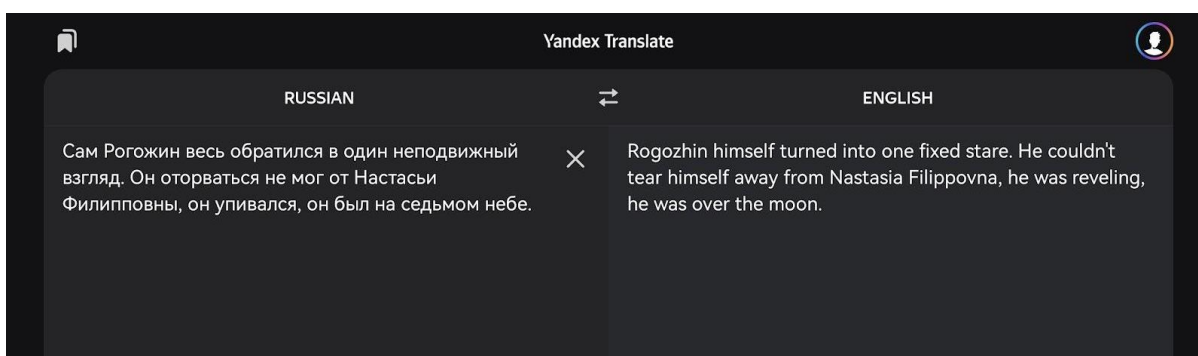 Yandex Translate
RUSSIAN
ENGLISH
Сам Рогожин весь обратился в один неподвижный
взгляд. Он оторваться не мог от Настасьи
Филипповны, он упивался, он был на седьмом небе.
Rogozhin himself turned into one fixed stare. He couldn't
tear himself away from Nastasia Filippovna, he was reveling,
he was over the moon.